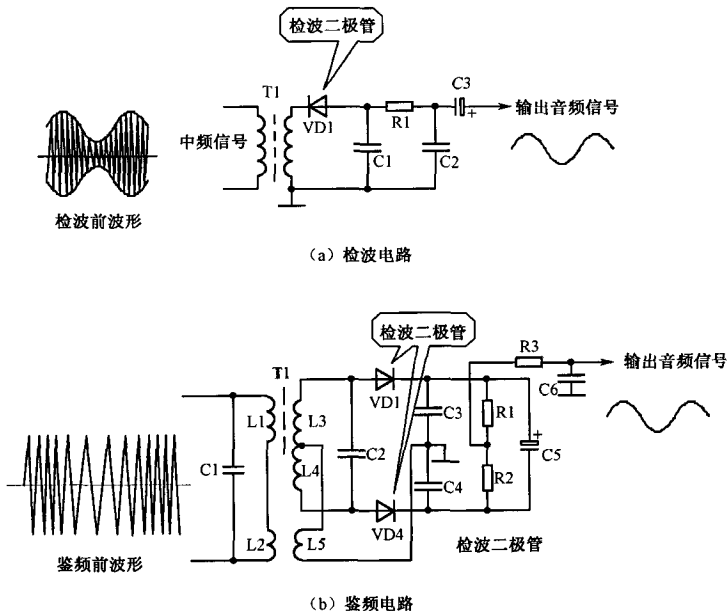 检波二极管
T1
VD1
R1
C3
+
输出音频信号
中频信号
C1
C2
检波前波形
(a) 检波电路
检波二极管
R3
输出音频信号
T1
VD1
C6
L1
L3
C3
R1
+
C1
L4
C2
C5
C4
R2
L2
L5
VD4
检波二极管
鉴频前波形
(b) 鉴频电路